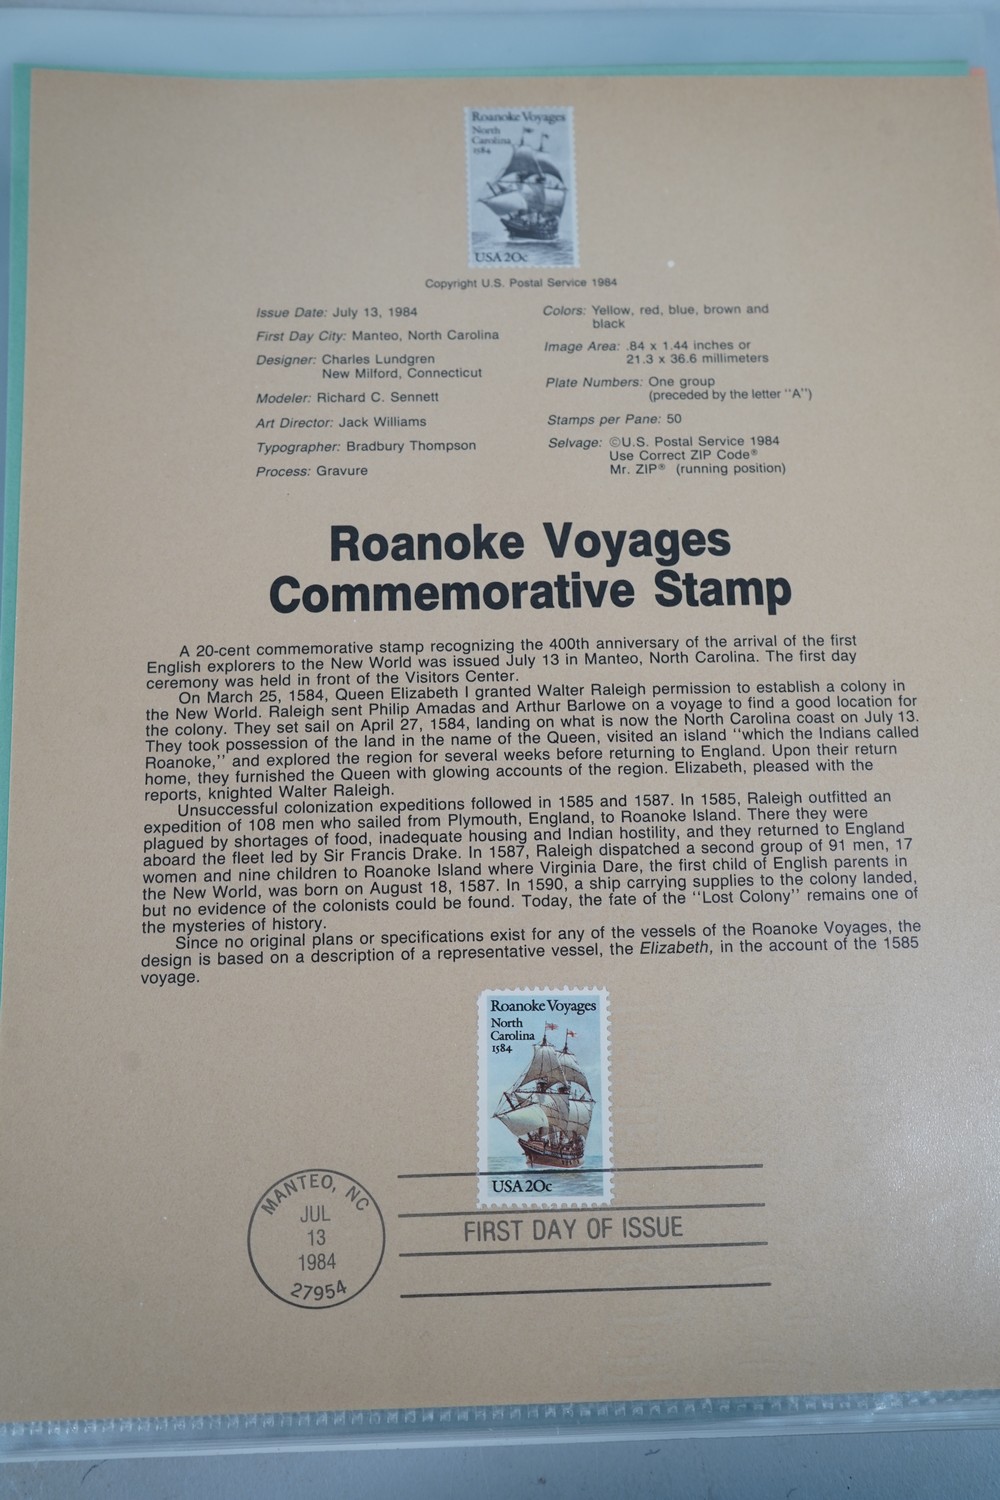 Roanoke Voyages
North
Carolina
1584
USA 20c
Copyright U.S. Postal Service 1984
Issue Date: July 13, 1984
First Day City: Manteo, North Carolina
Designer: Charles Lundgren
New Milford, Connecticut
Modeler: Richard C. Sennett
Art Director: Jack Williams
Typographer: Bradbury Thompson
Process: Gravure
Colors: Yellow, red, blue, brown and
black
Image Area: .84 x 1.44 inches or
21.3 x 36.6 millimeters
Plate Numbers: One group
(preceded by the letter "A")
Stamps per Pane: 50
Selvage: ©U.S. Postal Service 1984
Use Correct ZIP Code®
Mr. ZIP® (running position)
Roanoke Voyages
Commemorative Stamp
A 20-cent commemorative stamp recognizing the 400th anniversary of the arrival of the first
English explorers to the New World was issued July 13 in Manteo, North Carolina. The first day
ceremony was held in front of the Visitors Center.
On March 25, 1584, Queen Elizabeth I granted Walter Raleigh permission to establish a colony in
the New World. Raleigh sent Philip Amadas and Arthur Barlowe on a voyage to find a good location for
the colony. They set sail on April 27, 1584, landing on what is now the North Carolina coast on July 13.
They took possession of the land in the name of the Queen, visited an island "which the Indians called
Roanoke," and explored the region for several weeks before returning to England. Upon their return
home, they furnished the Queen with glowing accounts of the region. Elizabeth, pleased with the
reports, knighted Walter Raleigh.
Unsuccessful colonization expeditions followed in 1585 and 1587. In 1585, Raleigh outfitted an
expedition of 108 men who sailed from Plymouth, England, to Roanoke Island. There they were
plagued by shortages of food, inadequate housing and Indian hostility, and they returned to England
aboard the fleet led by Sir Francis Drake. In 1587, Raleigh dispatched a second group of 91 men, 17
women and nine children to Roanoke Island where Virginia Dare, the first child of English parents in
the New World, was born on August 18, 1587. In 1590, a ship carrying supplies to the colony landed,
but no evidence of the colonists could be found. Today, the fate of the "Lost Colony" remains one of
the mysteries of history.
Since no original plans or specifications exist for any of the vessels of the Roanoke Voyages, the
design is based on a description of a representative vessel, the Elizabeth, in the account of the 1585
voyage.
Roanoke Voyages
North
Carolina
1584
USA 20c
MANTEO, NC
JUL
13
1984
27954
FIRST DAY OF ISSUE